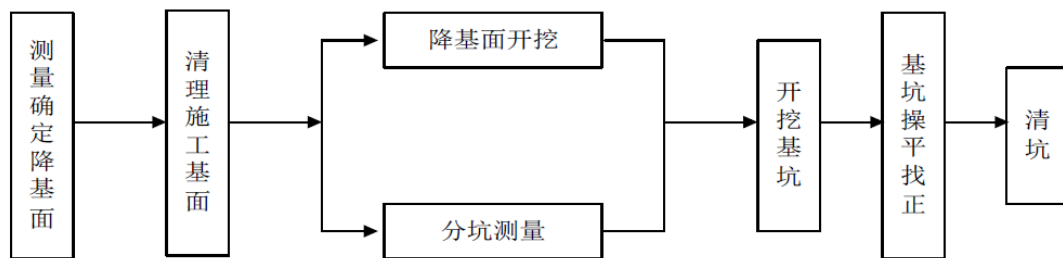 测量确定降基面
清理施工基面
降基面开挖
分坑测量
开挖基坑
基坑操平找正
清坑